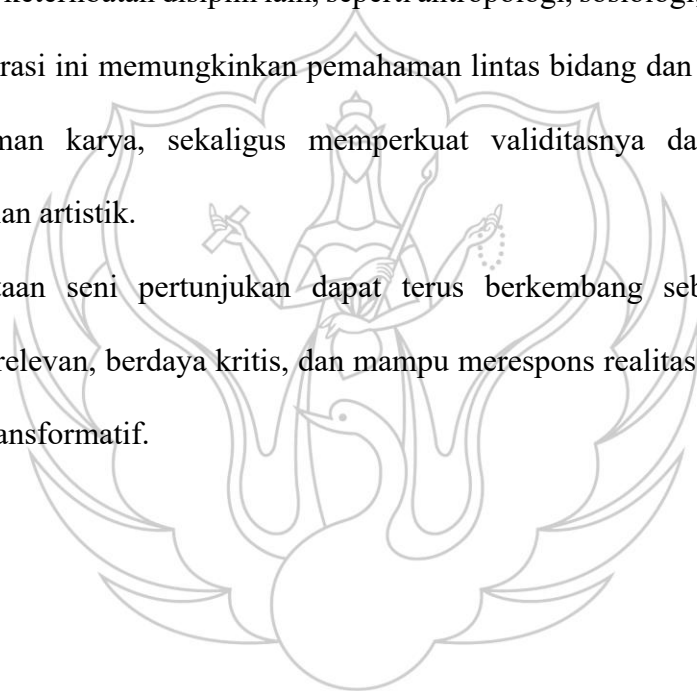 keterlibatan disiplin lain, seperti antropologi, sosiologi,
rasi ini memungkinkan pemahaman lintas bidang dan
man karya, sekaligus memperkuat validitasnya da
an artistik.
taan seni pertunjukan dapat terus berkembang seb
relevan, berdaya kritis, dan mampu merespons realitas
ansformatif.